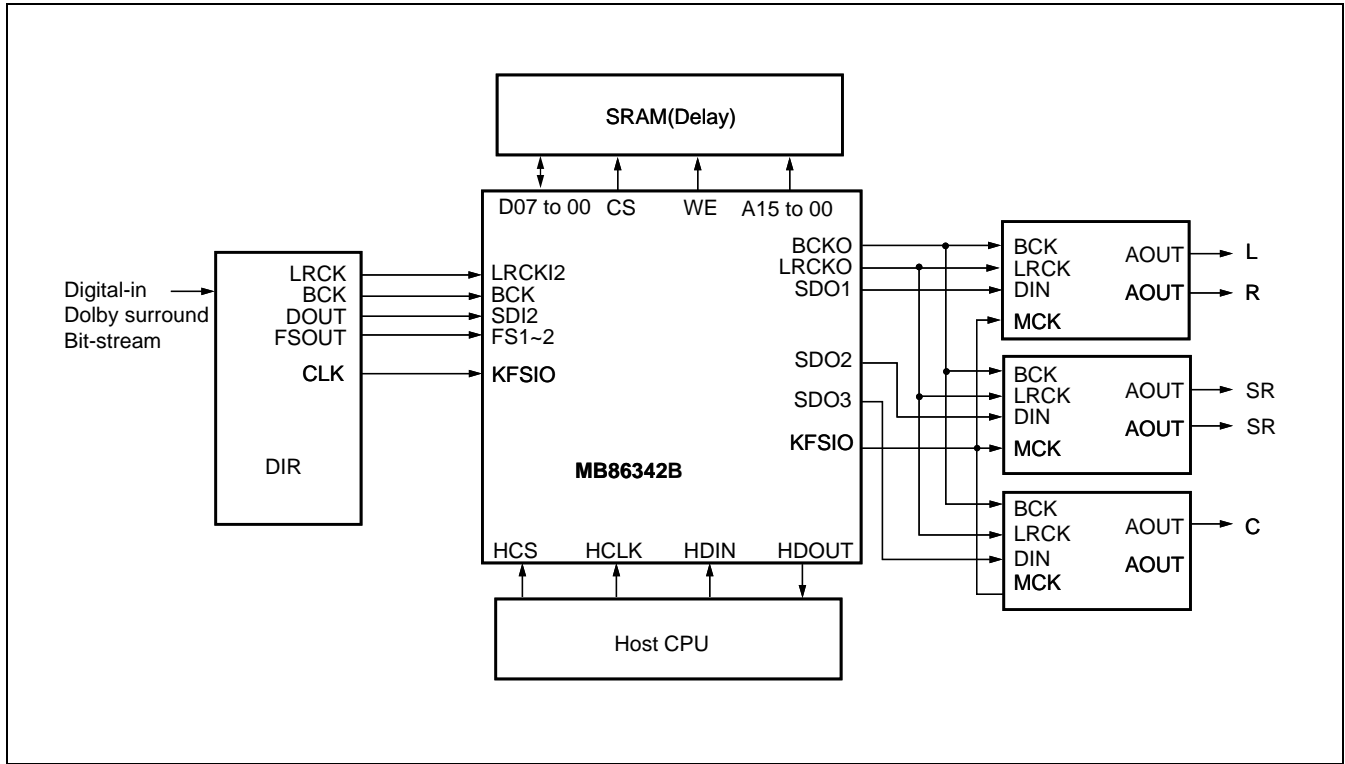 SRAM(Delay)
D07 to 00 CS WE A15 to 00
Digital-in
Dolby surround
Bit-stream
LRCK
BCK
DOUT
FSOUT
CLK
DIR
LRCKI2
BCK
SDI2
FS1~2
KFSIO
MB86342B
BCKO
LRCKO
SDO1
SDO2
SDO3
KFSIO
HCS HCLK HDIN HDOUT
Host CPU
BCK
LRCK
DIN
MCK
AOUT
AOUT
L
R
BCK
LRCK
DIN
MCK
AOUT
AOUT
SR
SR
BCK
LRCK
DIN
MCK
AOUT
AOUT
C